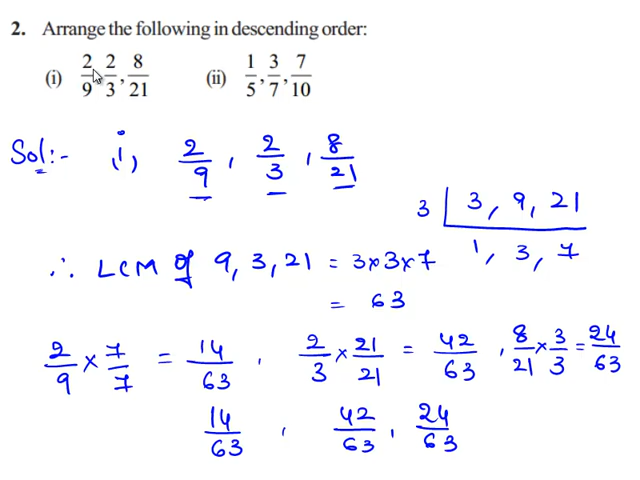 2. Arrange the following in descending order:
(i) 2/9, 2/3, 8/21 (ii) 1/5, 3/7, 7/10
Sol:- i) 2/9, 2/3, 8/21
3 | 3, 9, 21
1, 3, 7
∴ LCM of 9, 3, 21 = 3×3×7
= 63
2/9 × 7/7 = 14/63, 2/3 × 21/21 = 42/63, 8/21 × 3/3 = 24/63
14/63, 42/63, 24/63